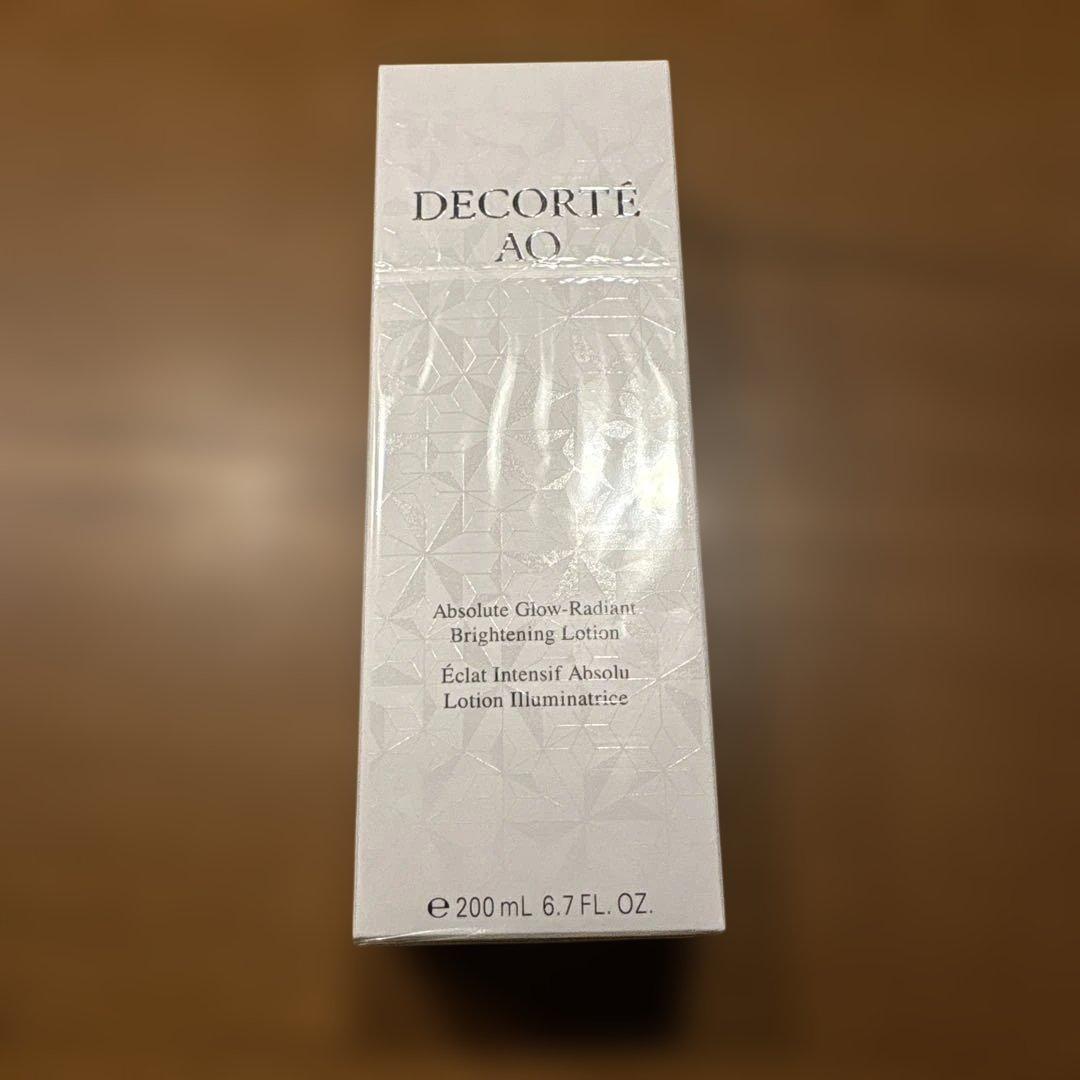 DECORTÉ
AQ
Absolute Glow-Radiant
Brightening Lotion
Éclat Intensif Absolu
Lotion Illuminatrice
℮ 200 mL 6.7 FL. OZ.